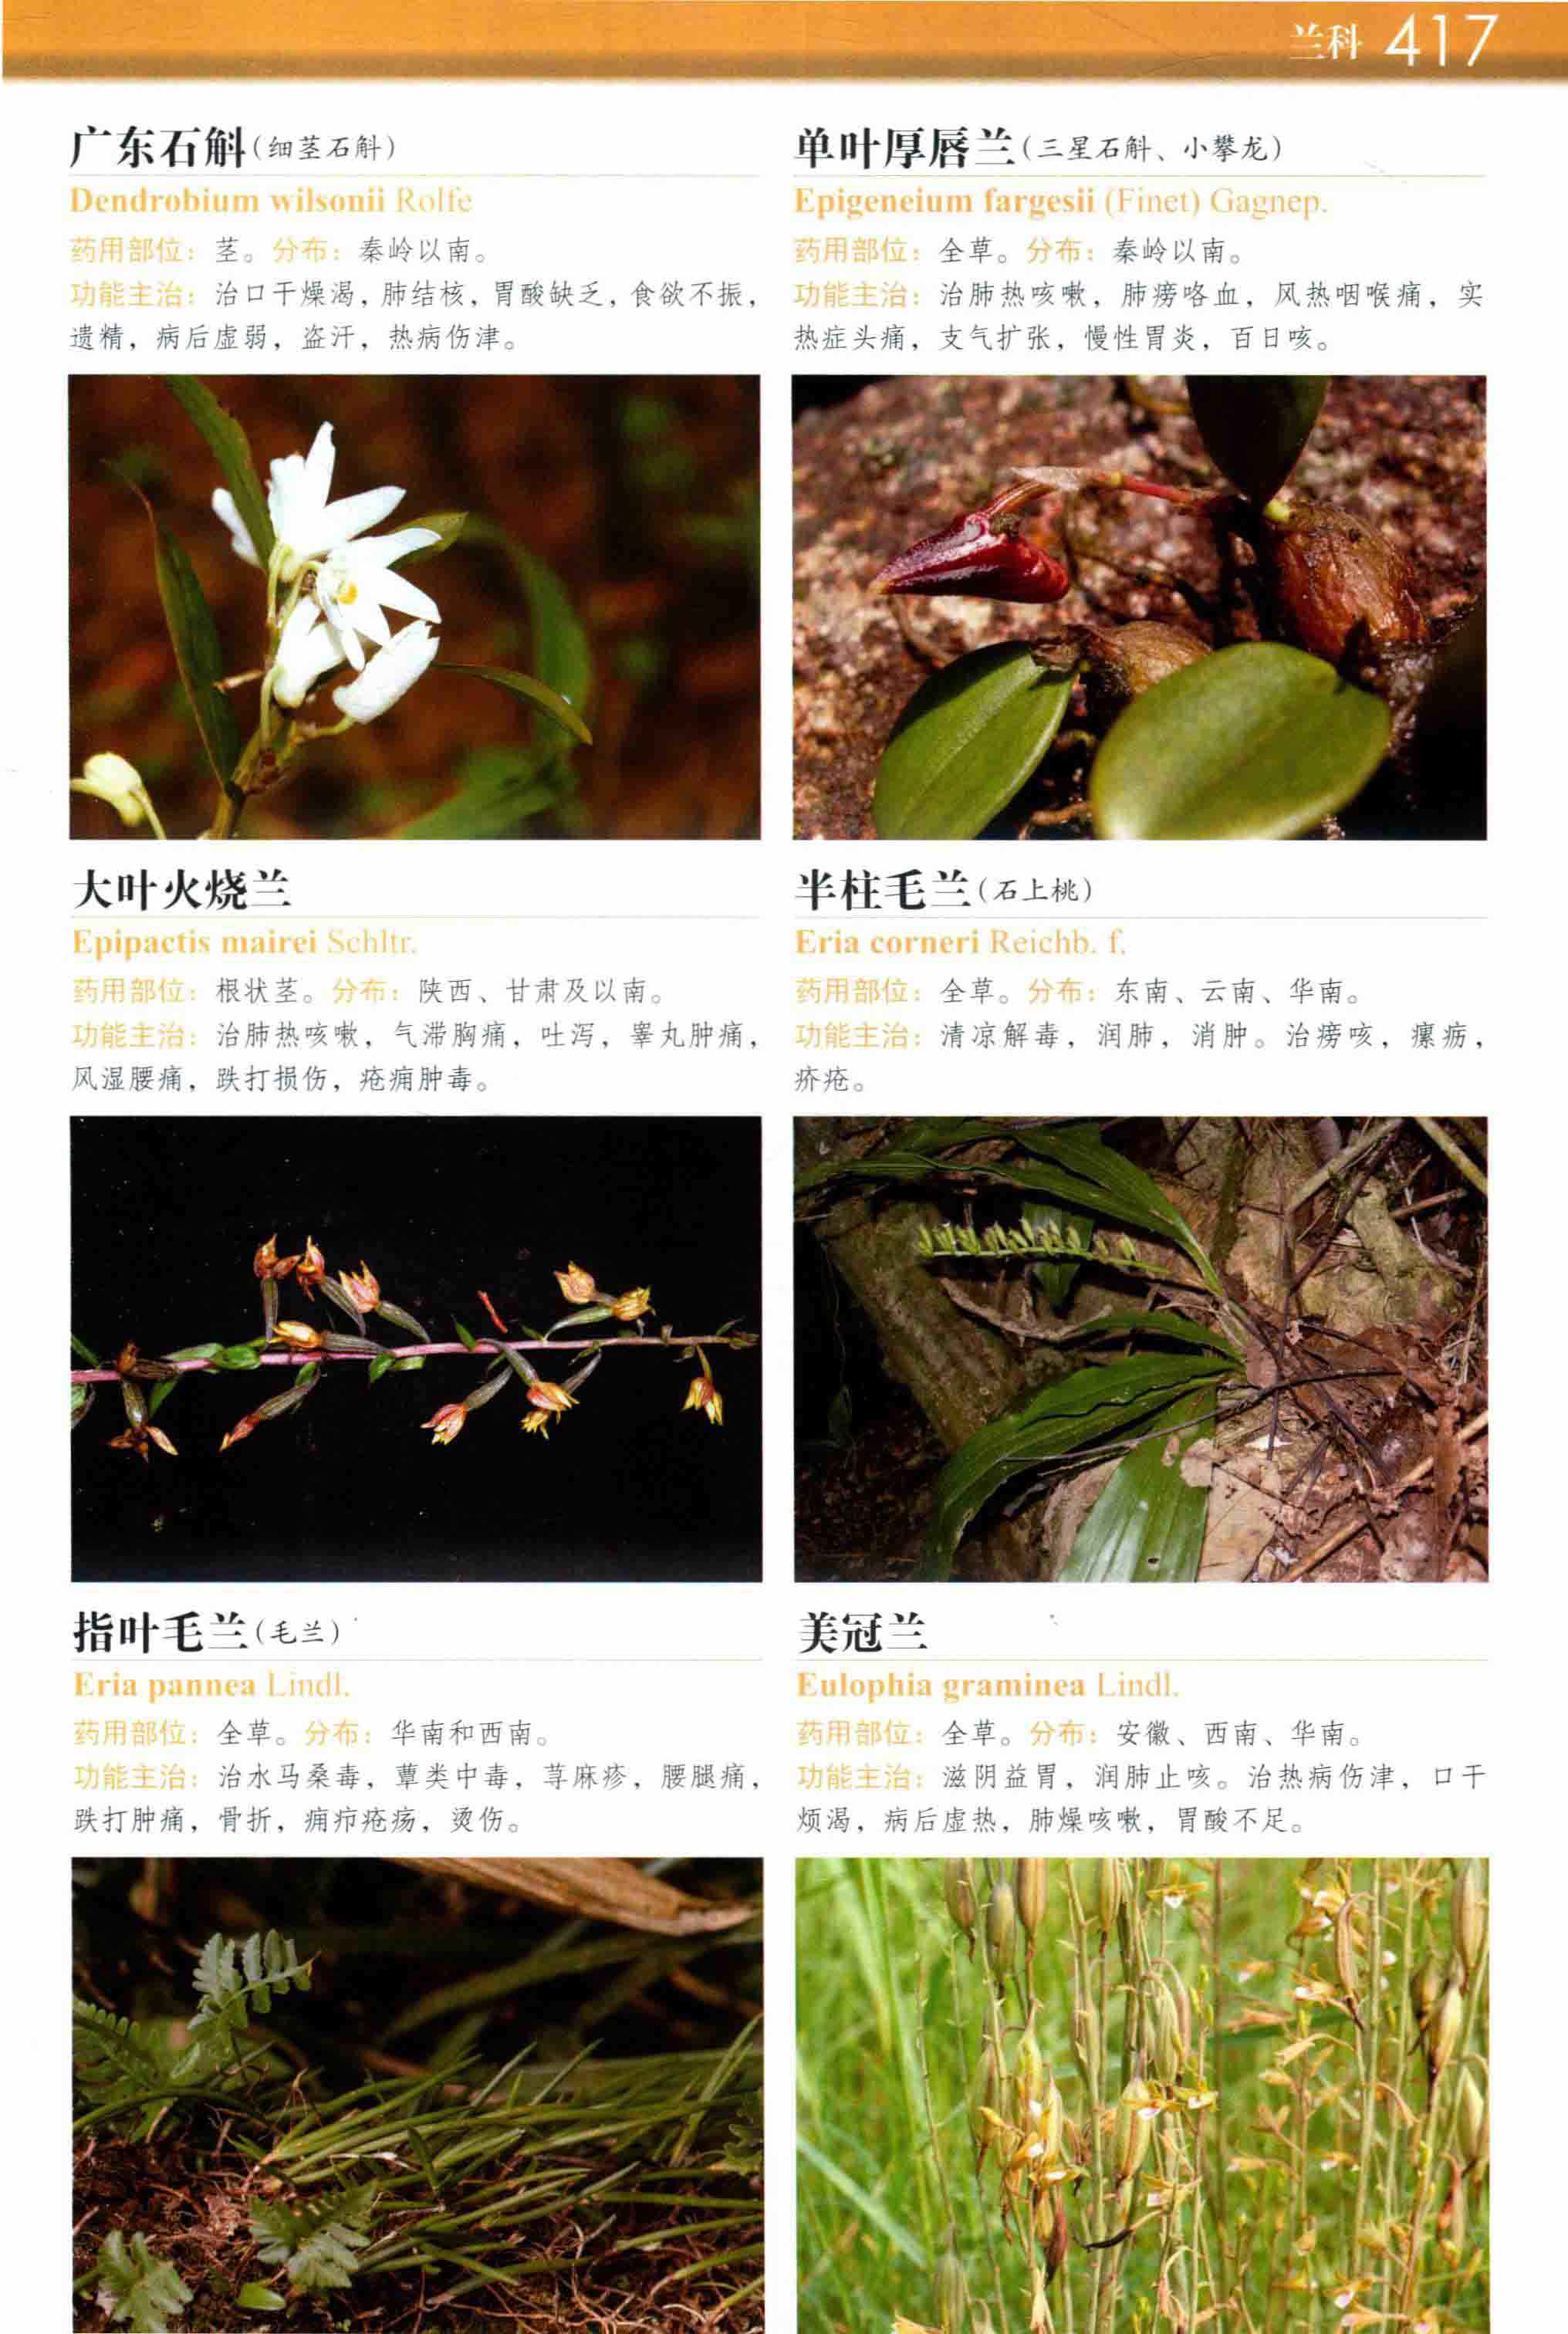 兰科 417
广东石斛(细茎石斛)
Dendrobium wilsonii Rolfe
药用部位：茎。分布：秦岭以南。
功能主治：治口干燥渴，肺结核，胃酸缺乏，食欲不振，
遗精，病后虚弱，盗汗，热病伤津。
单叶厚唇兰(三星石斛、小攀龙)
Epigeneium fargesii (Finet) Gagnep.
药用部位：全草。分布：秦岭以南。
功能主治：治肺热咳嗽，肺痨咯血，风热咽喉痛，实
热症头痛，支气扩张，慢性胃炎，百日咳。
大叶火烧兰
Epipactis mairei Schltr.
药用部位：根状茎。分布：陕西、甘肃及以南。
功能主治：治肺热咳嗽，气滞胸痛，吐泻，睾丸肿痛，
风湿腰痛，跌打损伤，疮痈肿毒。
半柱毛兰(石上桃)
Eria corneri Reichb. f.
药用部位：全草。分布：东南、云南、华南。
功能主治：清凉解毒，润肺，消肿。治痨咳，瘰疬，
疥疮。
指叶毛兰(毛兰)
Eria pannea Lindl.
药用部位：全草。分布：华南和西南。
功能主治：治水马桑毒，蕈类中毒，荨麻疹，腰腿痛，
跌打肿痛，骨折，痈疖疮疡，烫伤。
美冠兰
Eulophia graminea Lindl.
药用部位：全草。分布：安徽、西南、华南。
功能主治：滋阴益胃，润肺止咳。治热病伤津，口干
烦渴，病后虚热，肺燥咳嗽，胃酸不足。